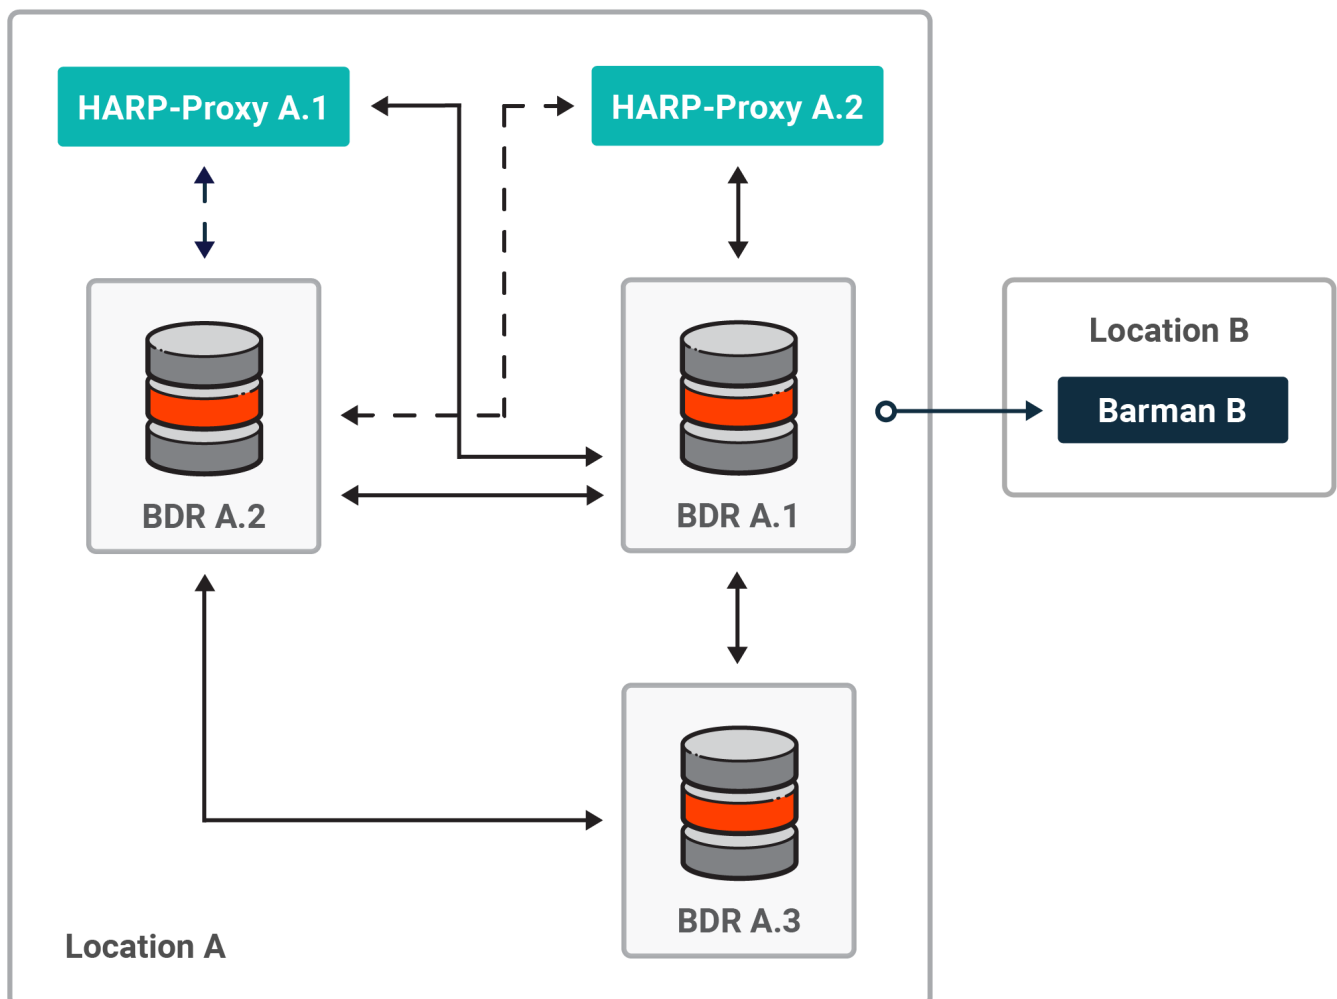 HARP-Proxy A.1
HARP-Proxy A.2
Location B
Barman B
BDR A.2
BDR A.1
BDR A.3
Location A